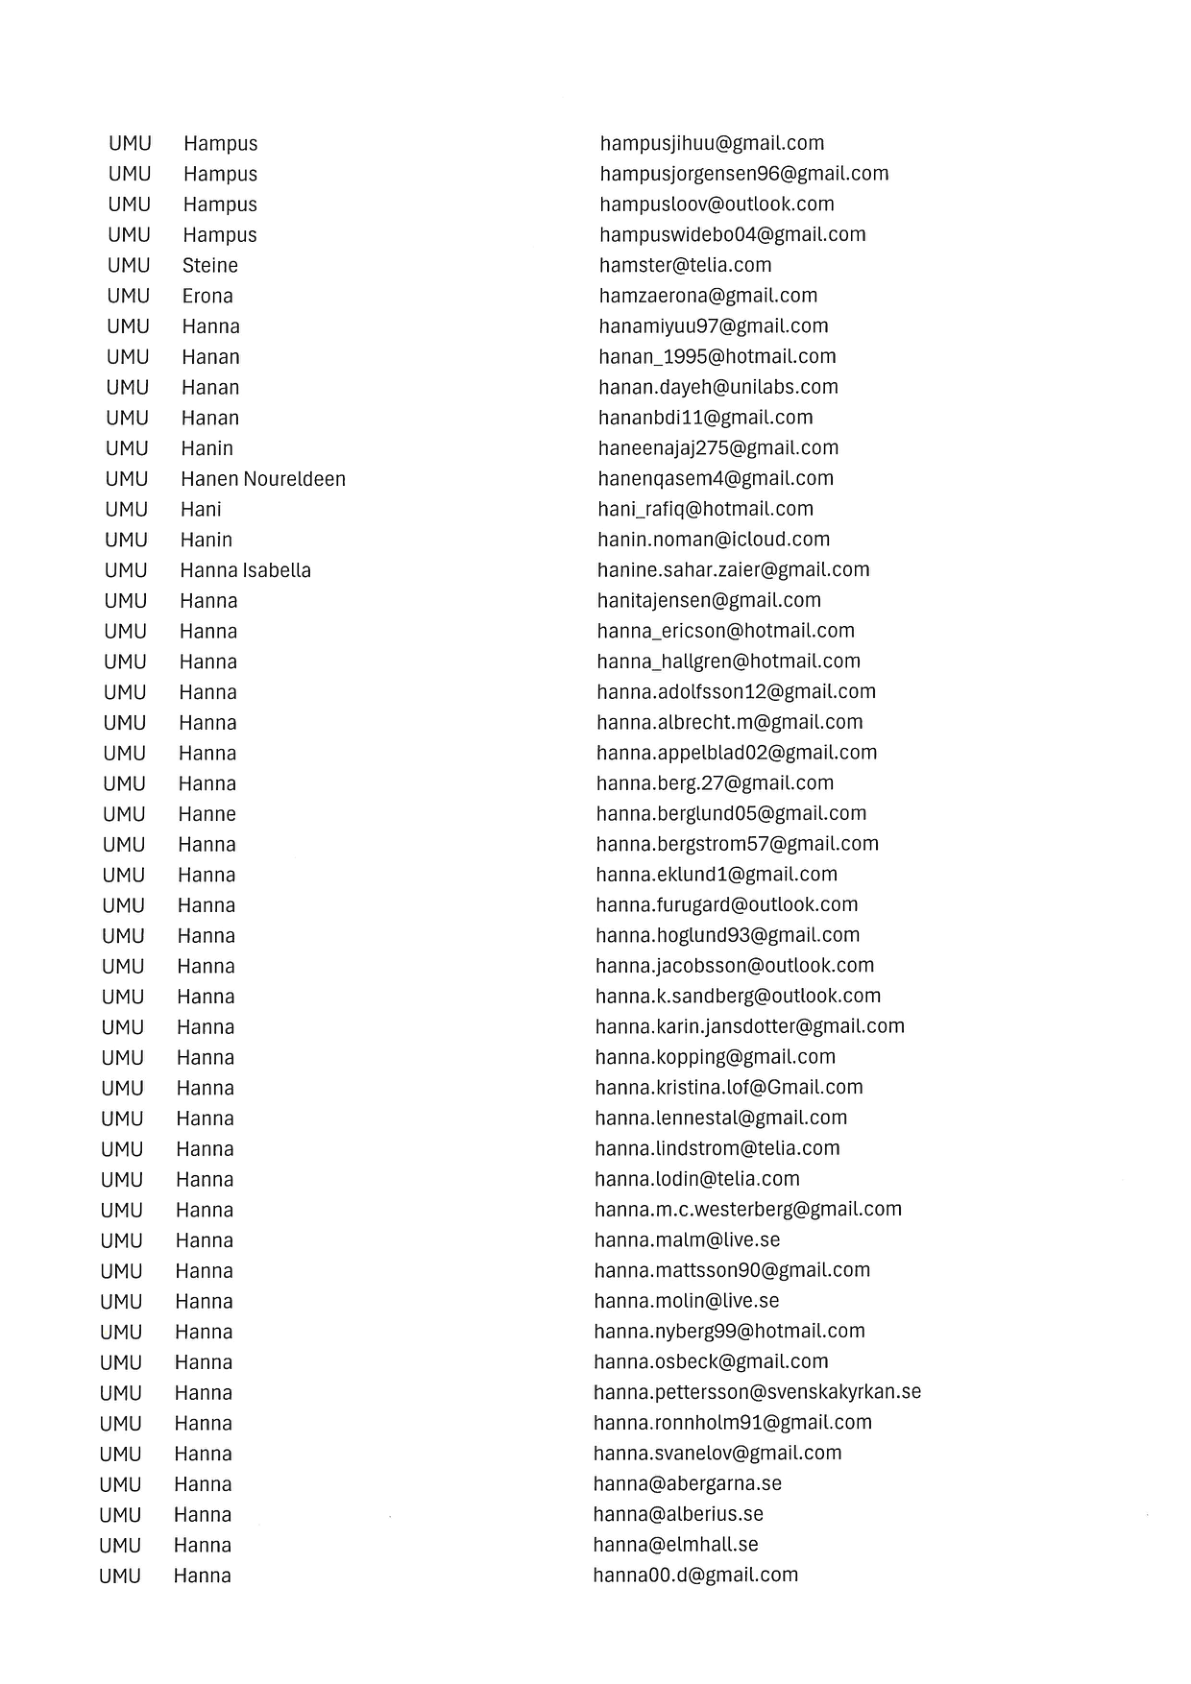 UMU Hampus hampusjihuu@gmail.com
UMU Hampus hampusjorgensen96@gmail.com
UMU Hampus hampusloov@outlook.com
UMU Hampus hampuswidebo04@gmail.com
UMU Steine hamster@telia.com
UMU Erona hamzaerona@gmail.com
UMU Hanna hanamiyuu97@gmail.com
UMU Hanan hanan_1995@hotmail.com
UMU Hanan hanan.dayeh@unilabs.com
UMU Hanan hananbdi11@gmail.com
UMU Hanin haneenajaj275@gmail.com
UMU Hanen Noureldeen hanenqasem4@gmail.com
UMU Hani hani_rafiq@hotmail.com
UMU Hanin hanin.noman@icloud.com
UMU Hanna Isabella hanine.sahar.zaier@gmail.com
UMU Hanna hanitajensen@gmail.com
UMU Hanna hanna_ericson@hotmail.com
UMU Hanna hanna_hallgren@hotmail.com
UMU Hanna hanna.adolfsson12@gmail.com
UMU Hanna hanna.albrecht.m@gmail.com
UMU Hanna hanna.appelblad02@gmail.com
UMU Hanna hanna.berg.27@gmail.com
UMU Hanne hanna.berglund05@gmail.com
UMU Hanna hanna.bergstrom57@gmail.com
UMU Hanna hanna.eklund1@gmail.com
UMU Hanna hanna.furugard@outlook.com
UMU Hanna hanna.hoglund93@gmail.com
UMU Hanna hanna.jacobsson@outlook.com
UMU Hanna hanna.k.sandberg@outlook.com
UMU Hanna hanna.karin.jansdotter@gmail.com
UMU Hanna hanna.kopping@gmail.com
UMU Hanna hanna.kristina.lof@Gmail.com
UMU Hanna hanna.lennestal@gmail.com
UMU Hanna hanna.lindstrom@telia.com
UMU Hanna hanna.lodin@telia.com
UMU Hanna hanna.m.c.westerberg@gmail.com
UMU Hanna hanna.malm@live.se
UMU Hanna hanna.mattsson90@gmail.com
UMU Hanna hanna.molin@live.se
UMU Hanna hanna.nyberg99@hotmail.com
UMU Hanna hanna.osbeck@gmail.com
UMU Hanna hanna.pettersson@svenskakyrkan.se
UMU Hanna hanna.ronnholm91@gmail.com
UMU Hanna hanna.svanelov@gmail.com
UMU Hanna hanna@abergarna.se
UMU Hanna hanna@alberius.se
UMU Hanna hanna@elmhall.se
UMU Hanna hanna00.d@gmail.com